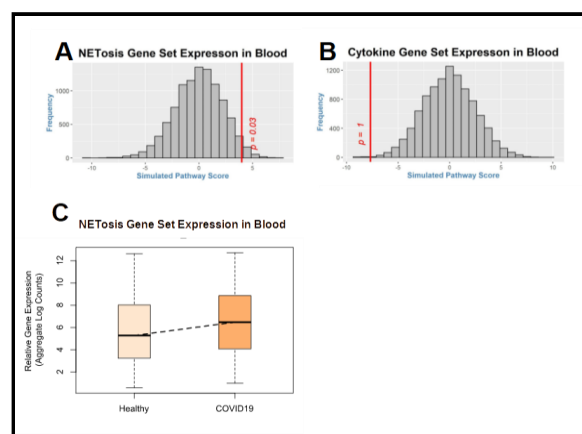 A
NETosis Gene Set Expresson in Blood
Frequency
1000
500
0
-10
-5
0
5
Simulated Pathway Score
p = 0.03
B
Cytokine Gene Set Expresson in Blood
Frequency
1200
800
400
0
-10
-5
0
5
10
Simulated Pathway Score
p = 1
C
NETosis Gene Set Expression in Blood
Relative Gene Expression
(Aggregate Log Counts)
12
10
8
6
4
2
Healthy
COVID19